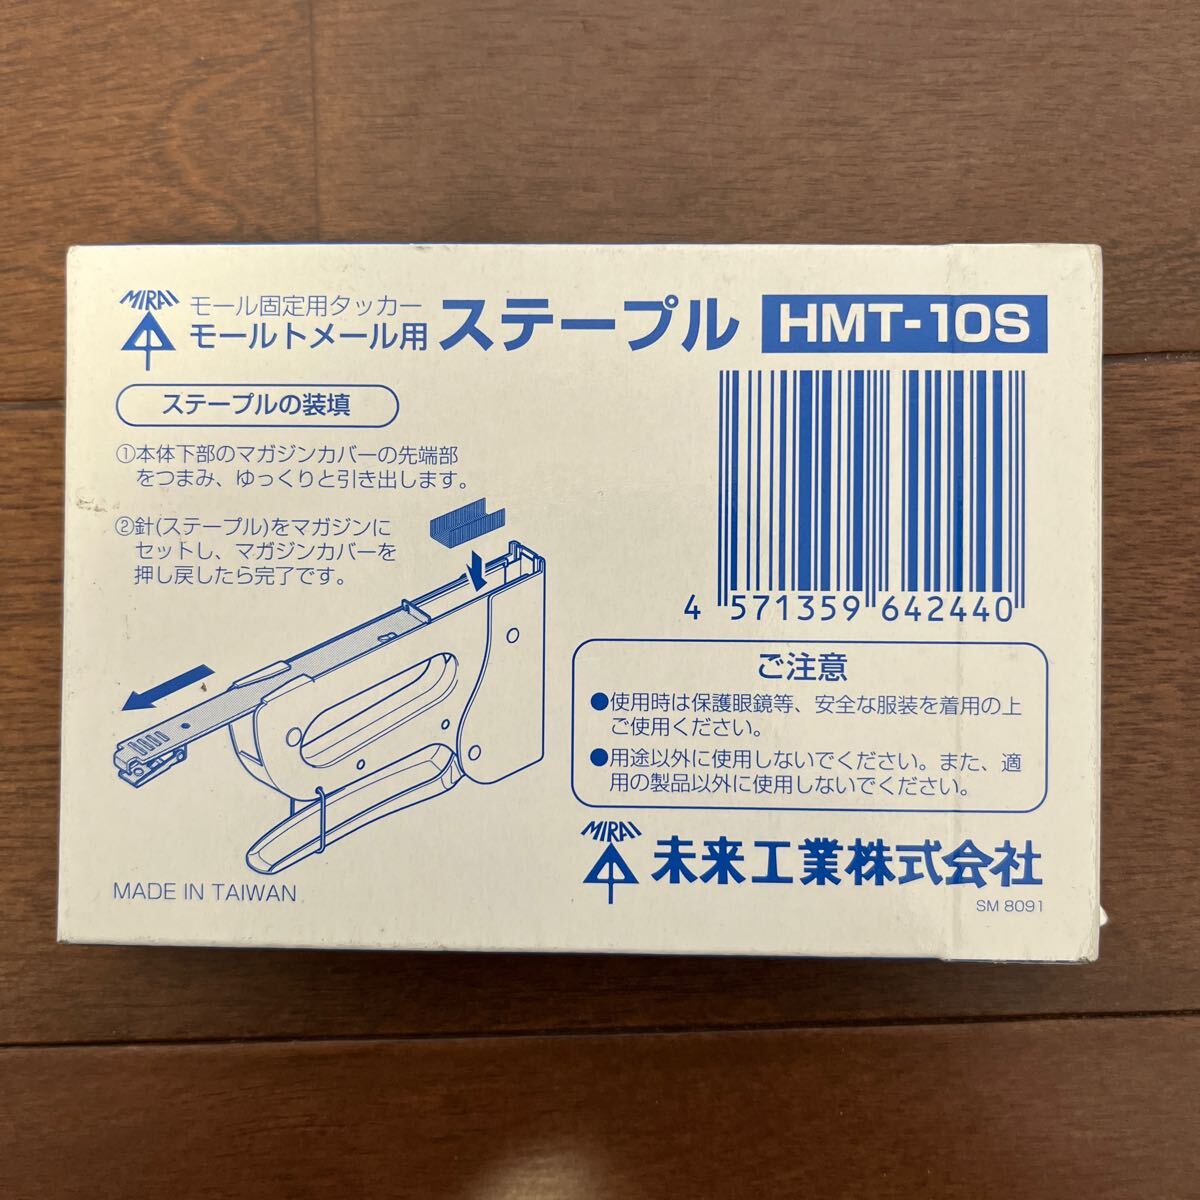 MIRAI
モール固定用タッカー
モールトメール用 ステープル HMT-10S
ステープルの装填
①本体下部のマガジンカバーの先端部
をつまみ、ゆっくりと引き出します。
②針(ステープル)をマガジンに
セットし、マガジンカバーを
押し戻したら完了です。
4 571359 642440
ご注意
●使用時は保護眼鏡等、安全な服装を着用の上
ご使用ください。
●用途以外に使用しないでください。また、適
用の製品以外に使用しないでください。
MIRAI
未来工業株式会社
MADE IN TAIWAN
SM 8091